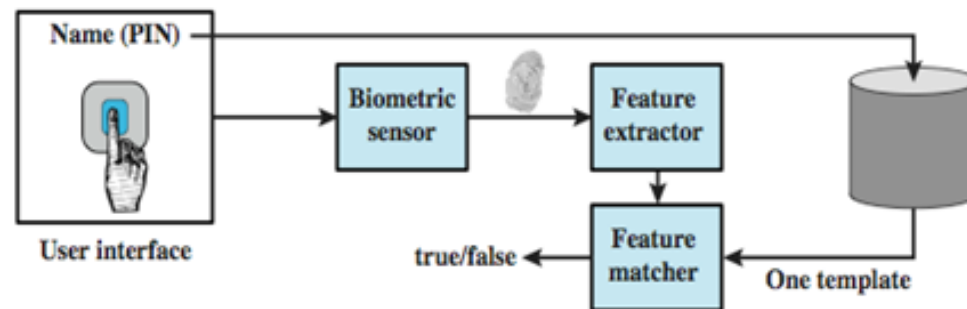 Name (PIN)
Biometric
sensor
Feature
extractor
User interface
true/false
Feature
matcher
One template